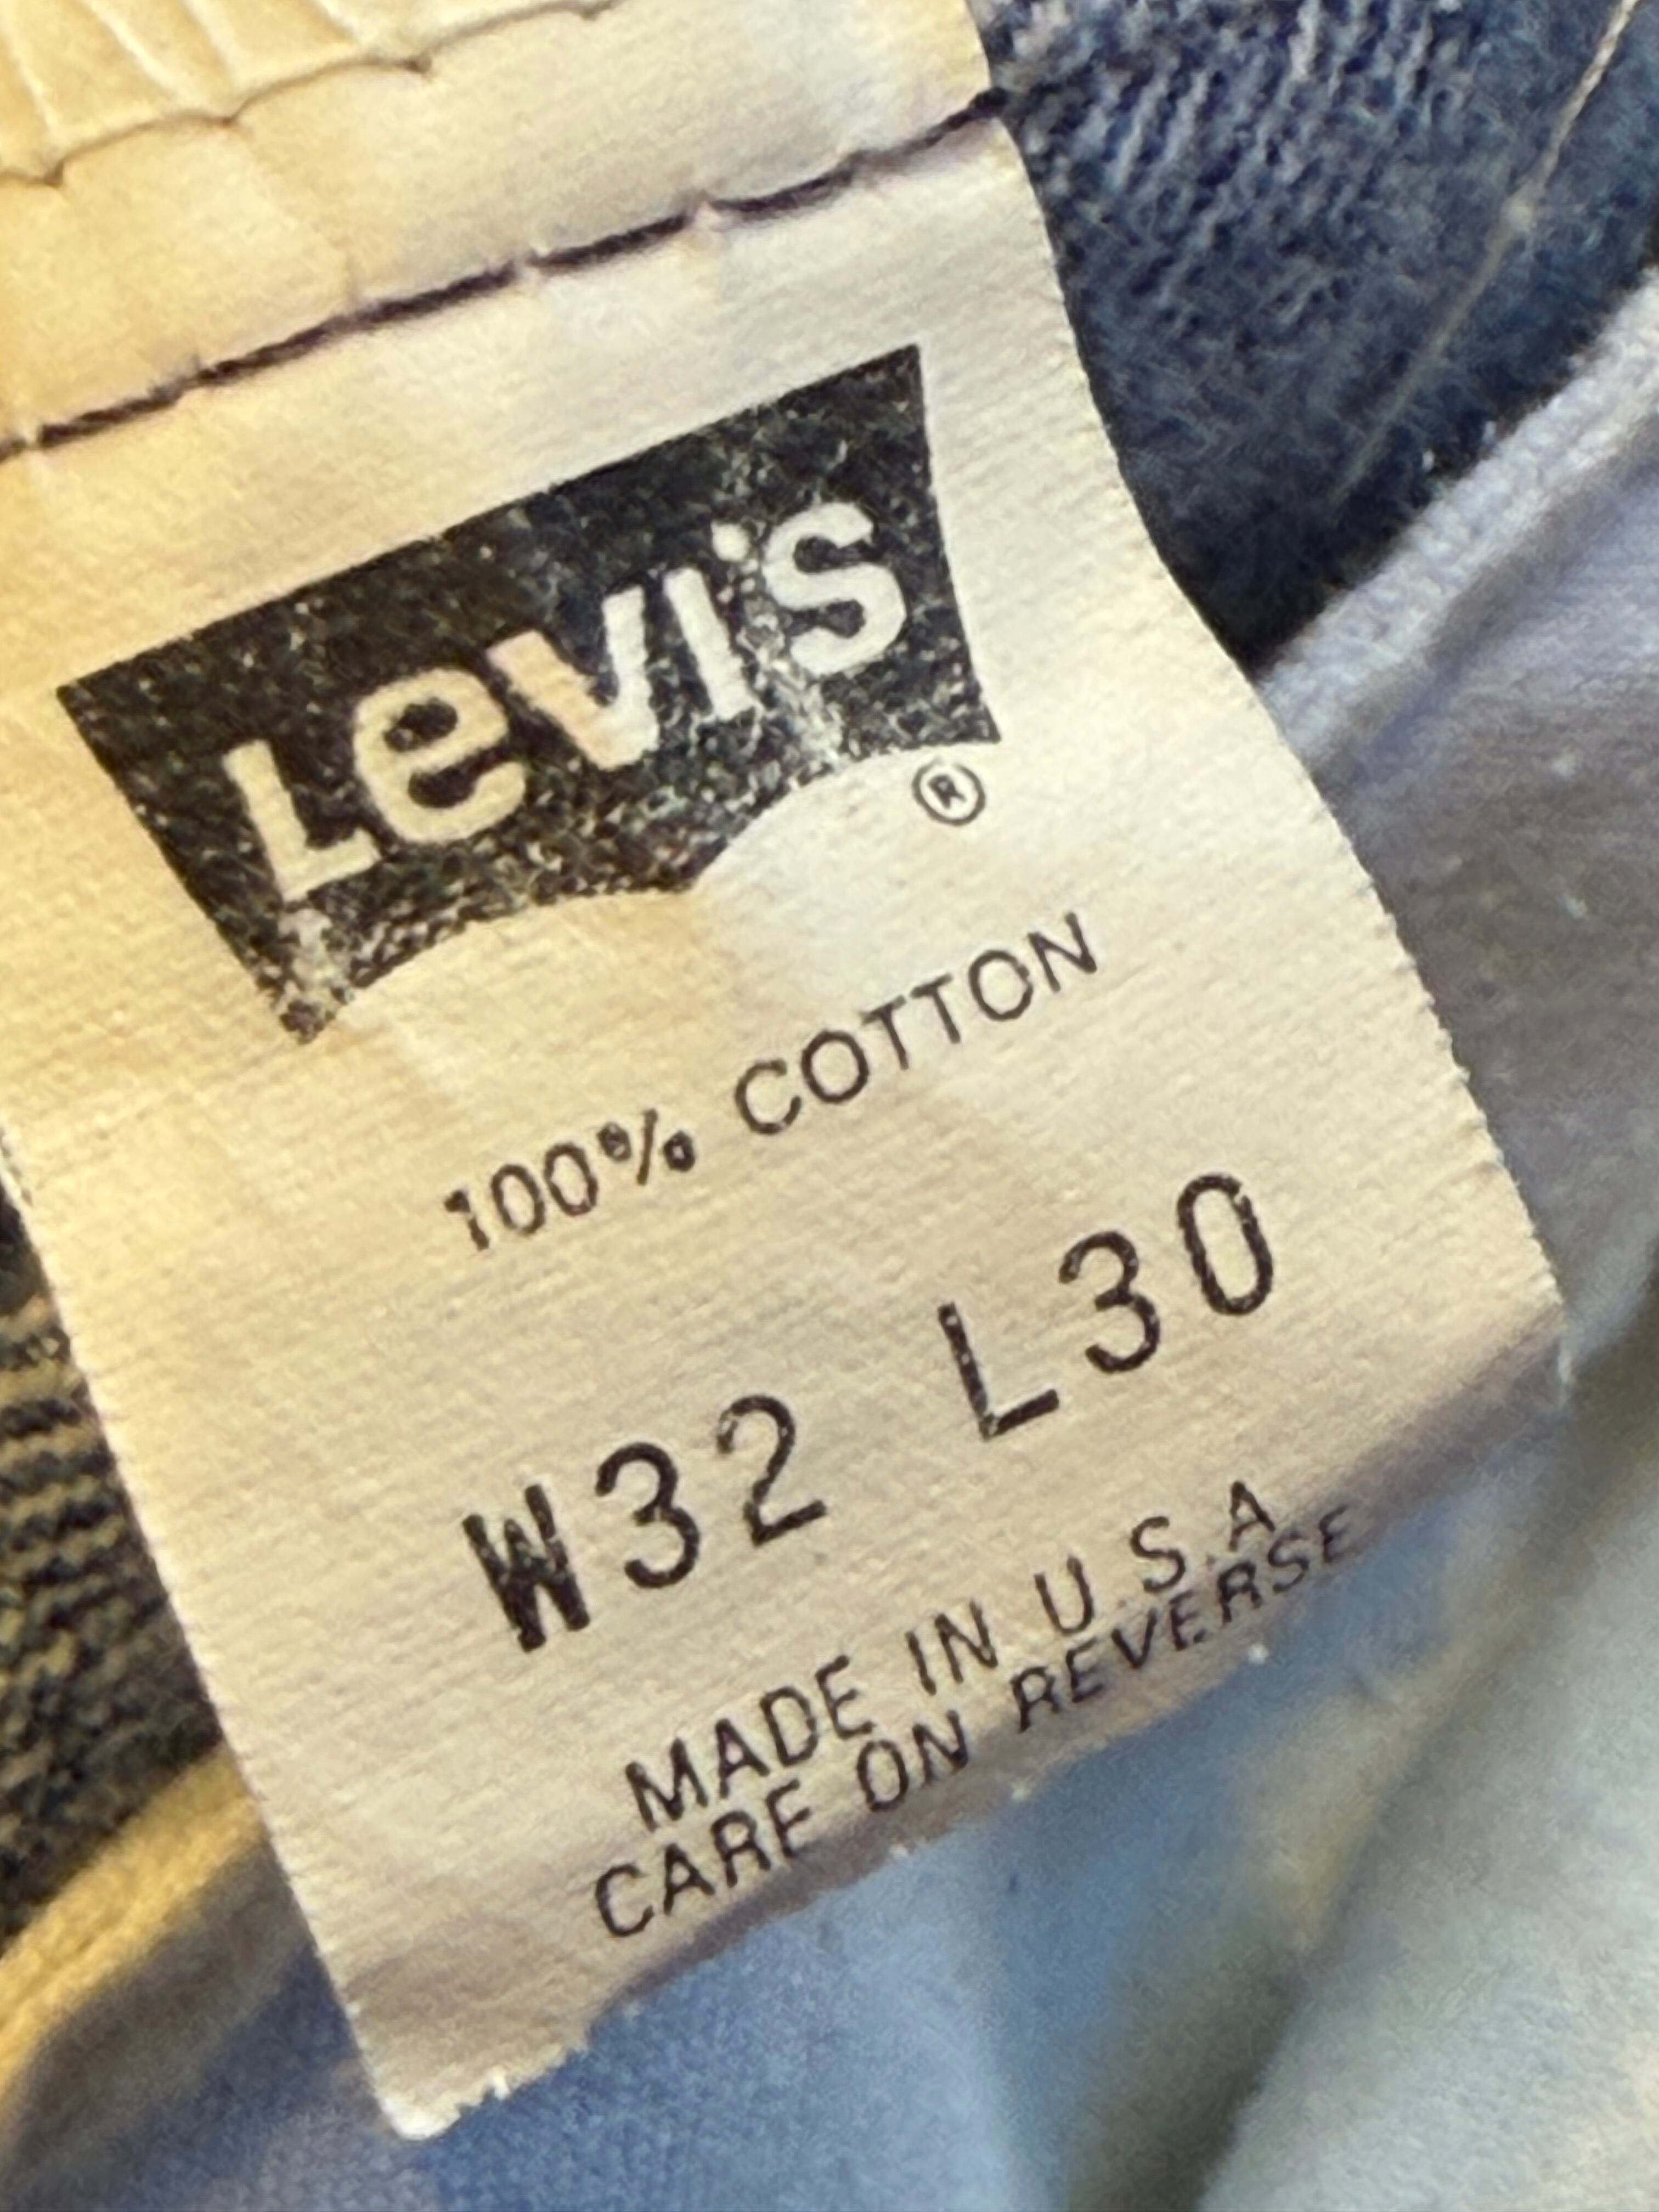 Levi's
®
100% COTTON
W32 L30
MADE IN U.S.A
CARE ON REVERSE